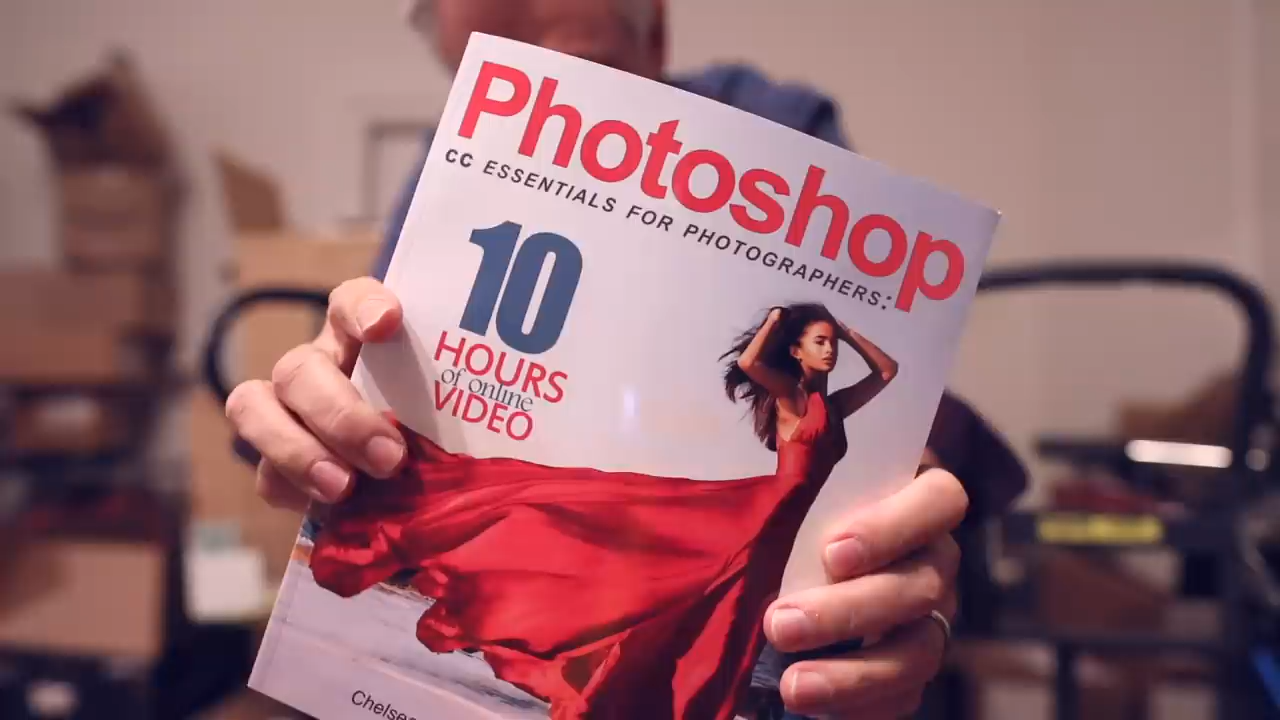 Photoshop
CC ESSENTIALS FOR PHOTOGRAPHERS:
10
HOURS
of online
VIDEO